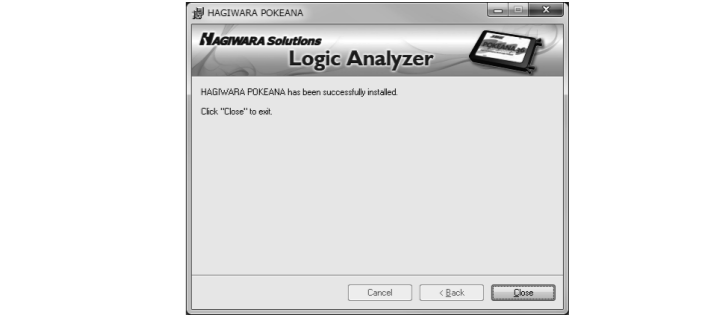 HAGIWARA POKEANA
HAGIWARA Solutions
Logic Analyzer
POKEANA
HAGIWARA POKEANA has been successfully installed.
Click "Close" to exit.
Cancel
< Back
Close